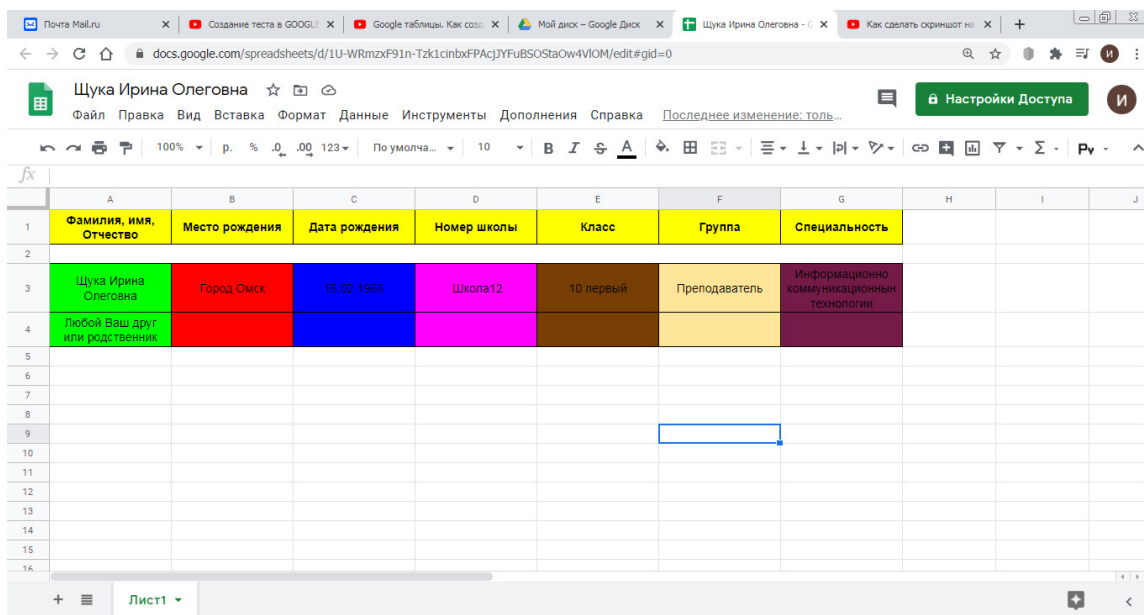 Почта Mail.ru
Создание теста в GOOGLE
Google таблицы. Как созд
Мой диск – Google Диск
Щука Ирина Олеговна - G
Как сделать скриншот на
docs.google.com/spreadsheets/d/1U-WRmzxF91n-Tzk1cinbxFPAcjJYFuBSOStaOw4VlOM/edit#gid=0
И
Щука Ирина Олеговна
Файл Правка Вид Вставка Формат Данные Инструменты Дополнения Справка Последнее изменение: толь...
Настройки Доступа
И
100% р. % .0 .00 123 По умолча... 10 B I S A Σ Ру
fx
A B C D E F G H I J
1 Фамилия, имя, Отчество Место рождения Дата рождения Номер школы Класс Группа Специальность
2
3 Щука Ирина Олеговна Город Омск 16.02.1966 Школа12 10 первый Преподаватель Информационно коммуникационнын технологии
4 Любой Ваш друг или родственник
5
6
7
8
9
10
11
12
13
14
15
16
Лист1